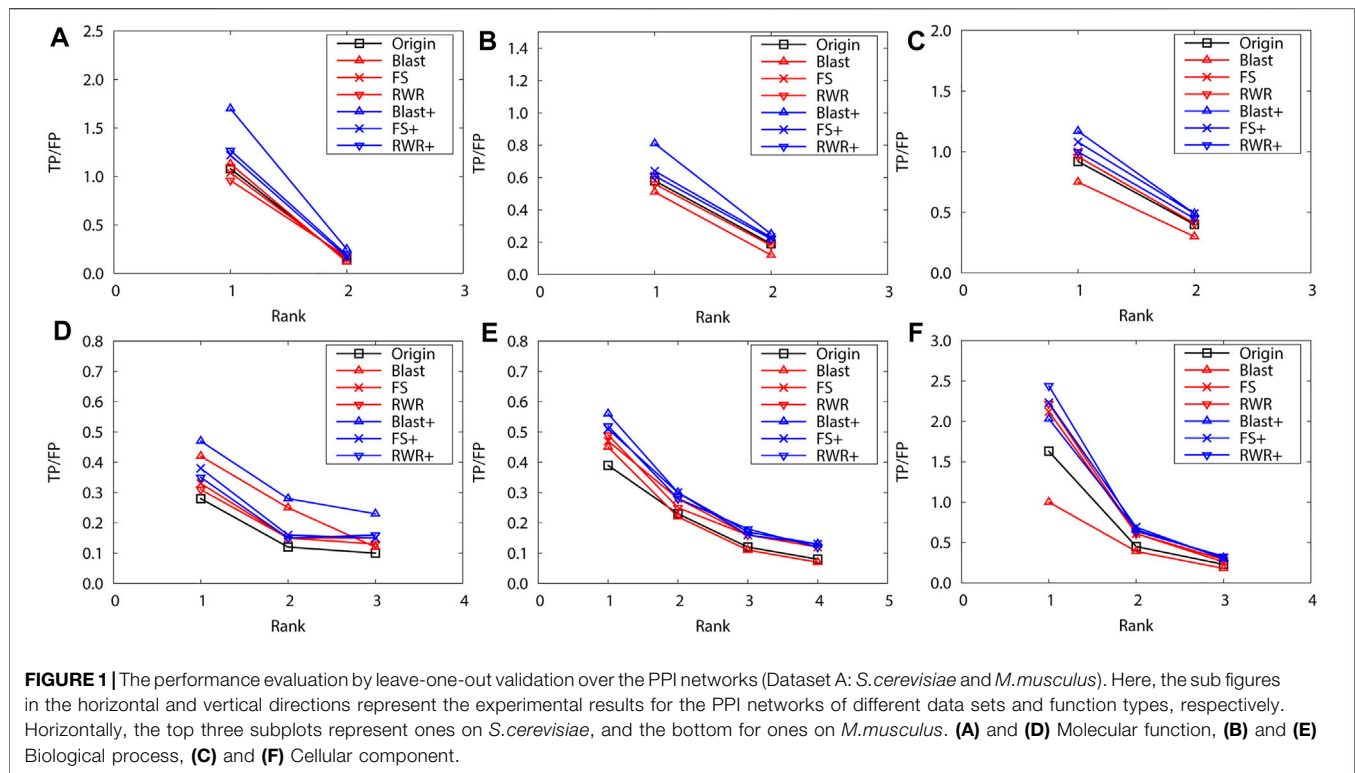 A
TP/FP
2.5
2.0
1.5
1.0
0.5
0.0
0 1 2 3
Rank
Origin
Blast
FS
RWR
Blast+
FS+
RWR+
B
TP/FP
1.4
1.2
1.0
0.8
0.6
0.4
0.2
0.0
0 1 2 3
Rank
Origin
Blast
FS
RWR
Blast+
FS+
RWR+
C
TP/FP
2.0
1.5
1.0
0.5
0.0
0 1 2 3
Rank
Origin
Blast
FS
RWR
Blast+
FS+
RWR+
D
TP/FP
0.8
0.7
0.6
0.5
0.4
0.3
0.2
0.1
0.0
0 1 2 3 4
Rank
Origin
Blast
FS
RWR
Blast+
FS+
RWR+
E
TP/FP
0.8
0.7
0.6
0.5
0.4
0.3
0.2
0.1
0.0
0 1 2 3 4 5
Rank
Origin
Blast
FS
RWR
Blast+
FS+
RWR+
F
TP/FP
3.0
2.5
2.0
1.5
1.0
0.5
0.0
0 1 2 3 4
Rank
Origin
Blast
FS
RWR
Blast+
FS+
RWR+
FIGURE 1 | The performance evaluation by leave-one-out validation over the PPI networks (Dataset A: S.cerevisiae and M.musculus). Here, the sub figures
in the horizontal and vertical directions represent the experimental results for the PPI networks of different data sets and function types, respectively.
Horizontally, the top three subplots represent ones on S.cerevisiae, and the bottom for ones on M.musculus. (A) and (D) Molecular function, (B) and (E)
Biological process, (C) and (F) Cellular component.